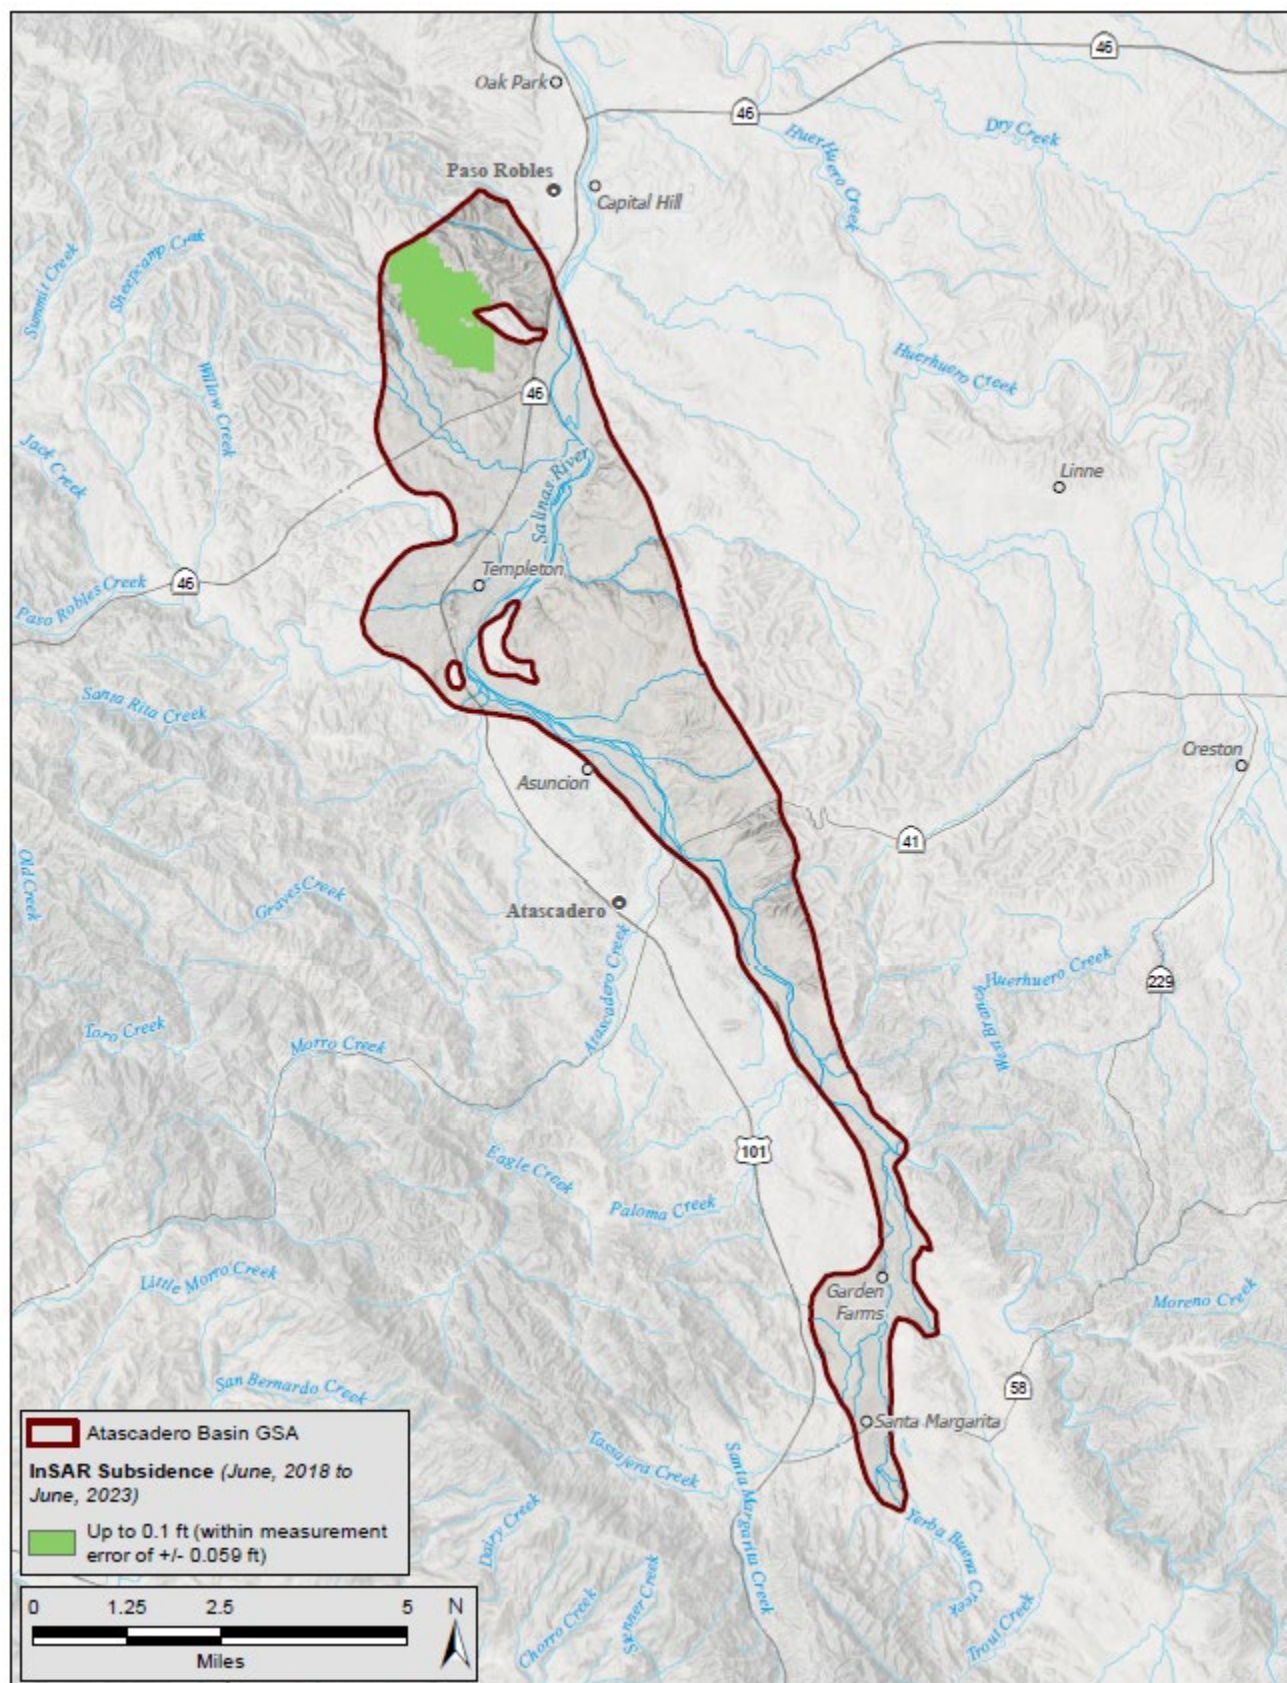 46
Oak Park
46
Dry Creek
HuerHuero Creek
Paso Robles
Capital Hill
Sheepcamp Creek
Summit Creek
Huerhuero Creek
Willow Creek
46
Jack Creek
Linne
Salinas River
Templeton
46
Paso Robles Creek
Santa Rita Creek
Creston
Asuncion
41
Old Creek
Graves Creek
Atascadero
Atascadero Creek
Huerhuero Creek
West Branch
229
Toro Creek
Morro Creek
101
Eagle Creek
Paloma Creek
Little Morro Creek
Garden
Farms
Moreno Creek
San Bernardo Creek
58
Santa Margarita
Tassajera Creek
Santa Margarita Creek
Yerba Buena Creek
Dairy Creek
Trout Creek
Chorro Creek
Stenner Creek
Atascadero Basin GSA
InSAR Subsidence (June, 2018 to
June, 2023)
Up to 0.1 ft (within measurement
error of +/- 0.059 ft)
0 1.25 2.5 5
Miles
N